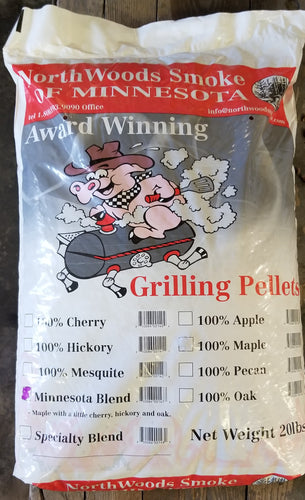 NorthWoods Smoke
OF MINNESOTA
9090 Office
Award Winning
Grilling Pellets
100% Cherry
100% Apple
100% Hickory
100% Maple
100% Mesquite
100% Pecan
Minnesota Blend
100% Oak
- Maple with a little cherry, hickory and oak.
Specialty Blend
Net Weight 20lbs
NorthWoods Smoke